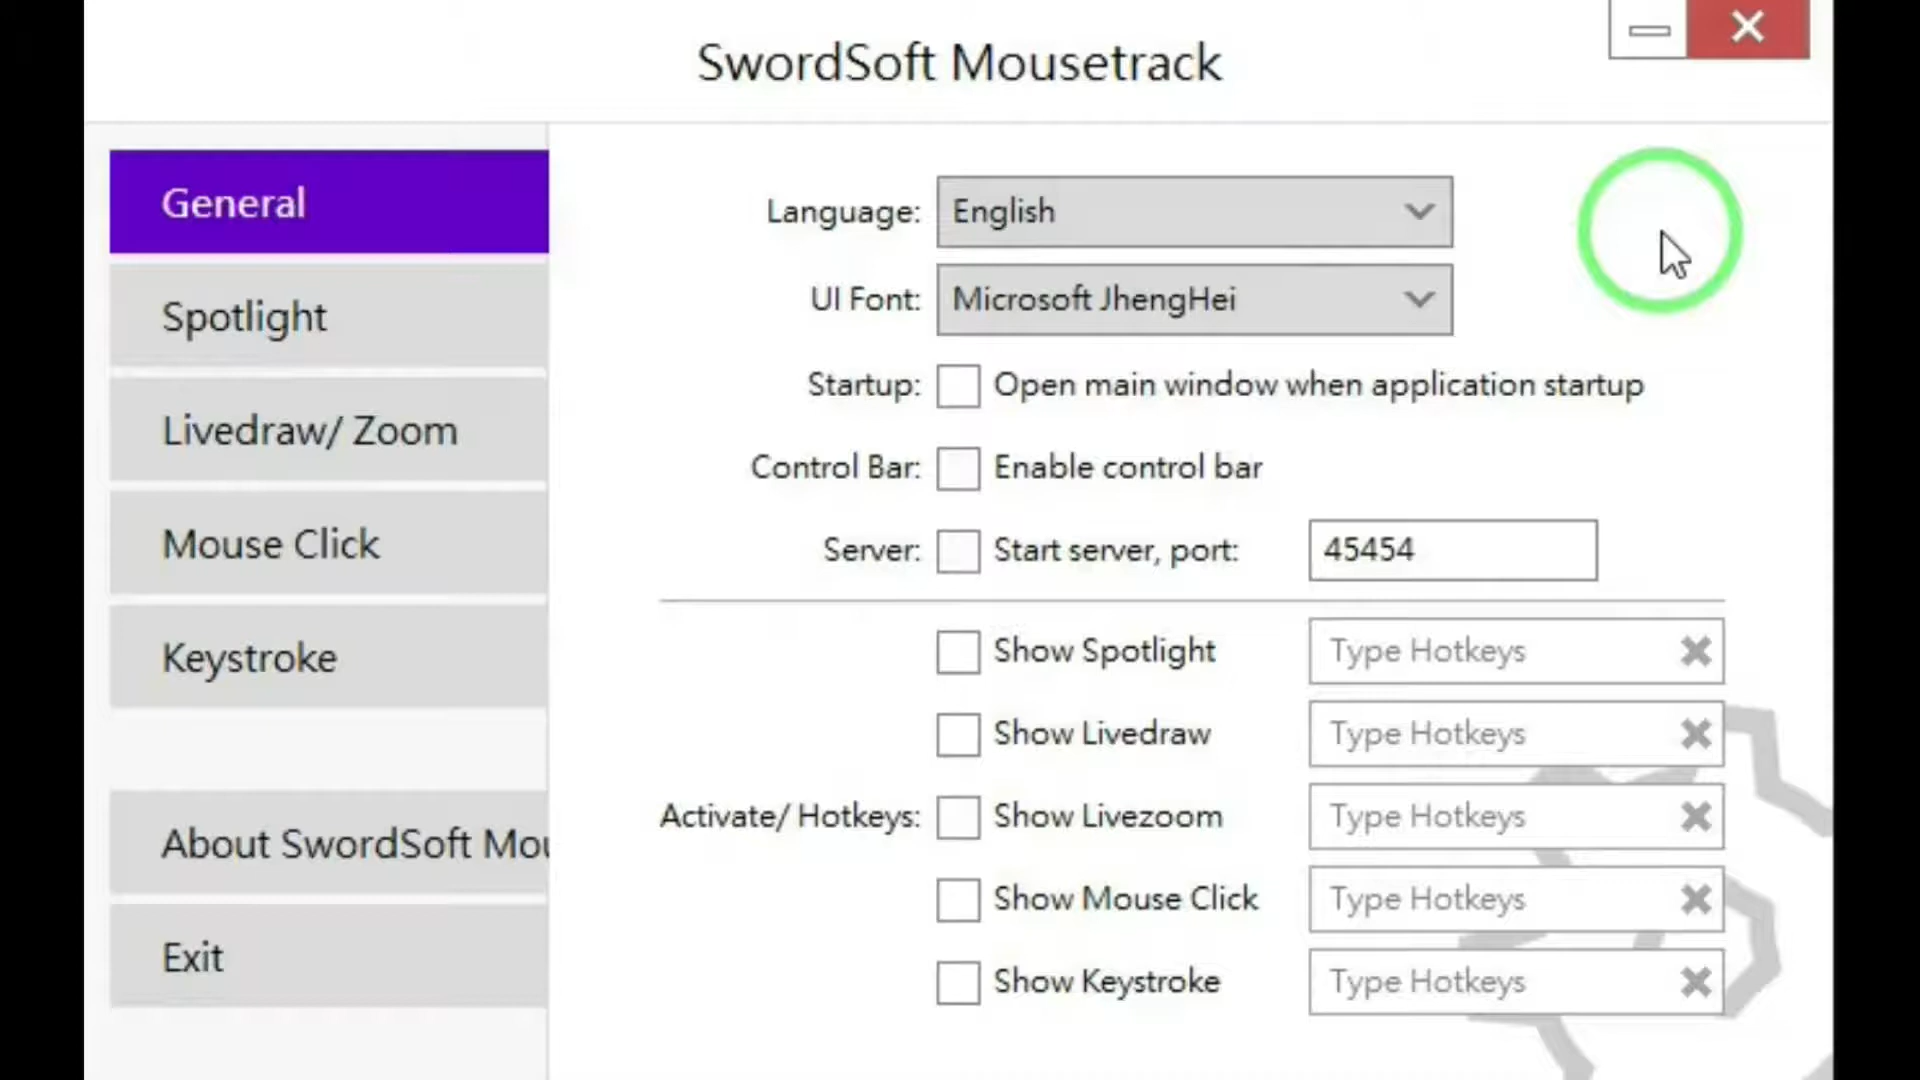 SwordSoft Mousetrack
General
Spotlight
Livedraw/ Zoom
Mouse Click
Keystroke
About SwordSoft Mou
Exit
Language: English
UI Font: Microsoft JhengHei
Startup: Open main window when application startup
Control Bar: Enable control bar
Server: Start server, port: 45454
Show Spotlight Type Hotkeys
Show Livedraw Type Hotkeys
Activate/ Hotkeys: Show Livezoom Type Hotkeys
Show Mouse Click Type Hotkeys
Show Keystroke Type Hotkeys